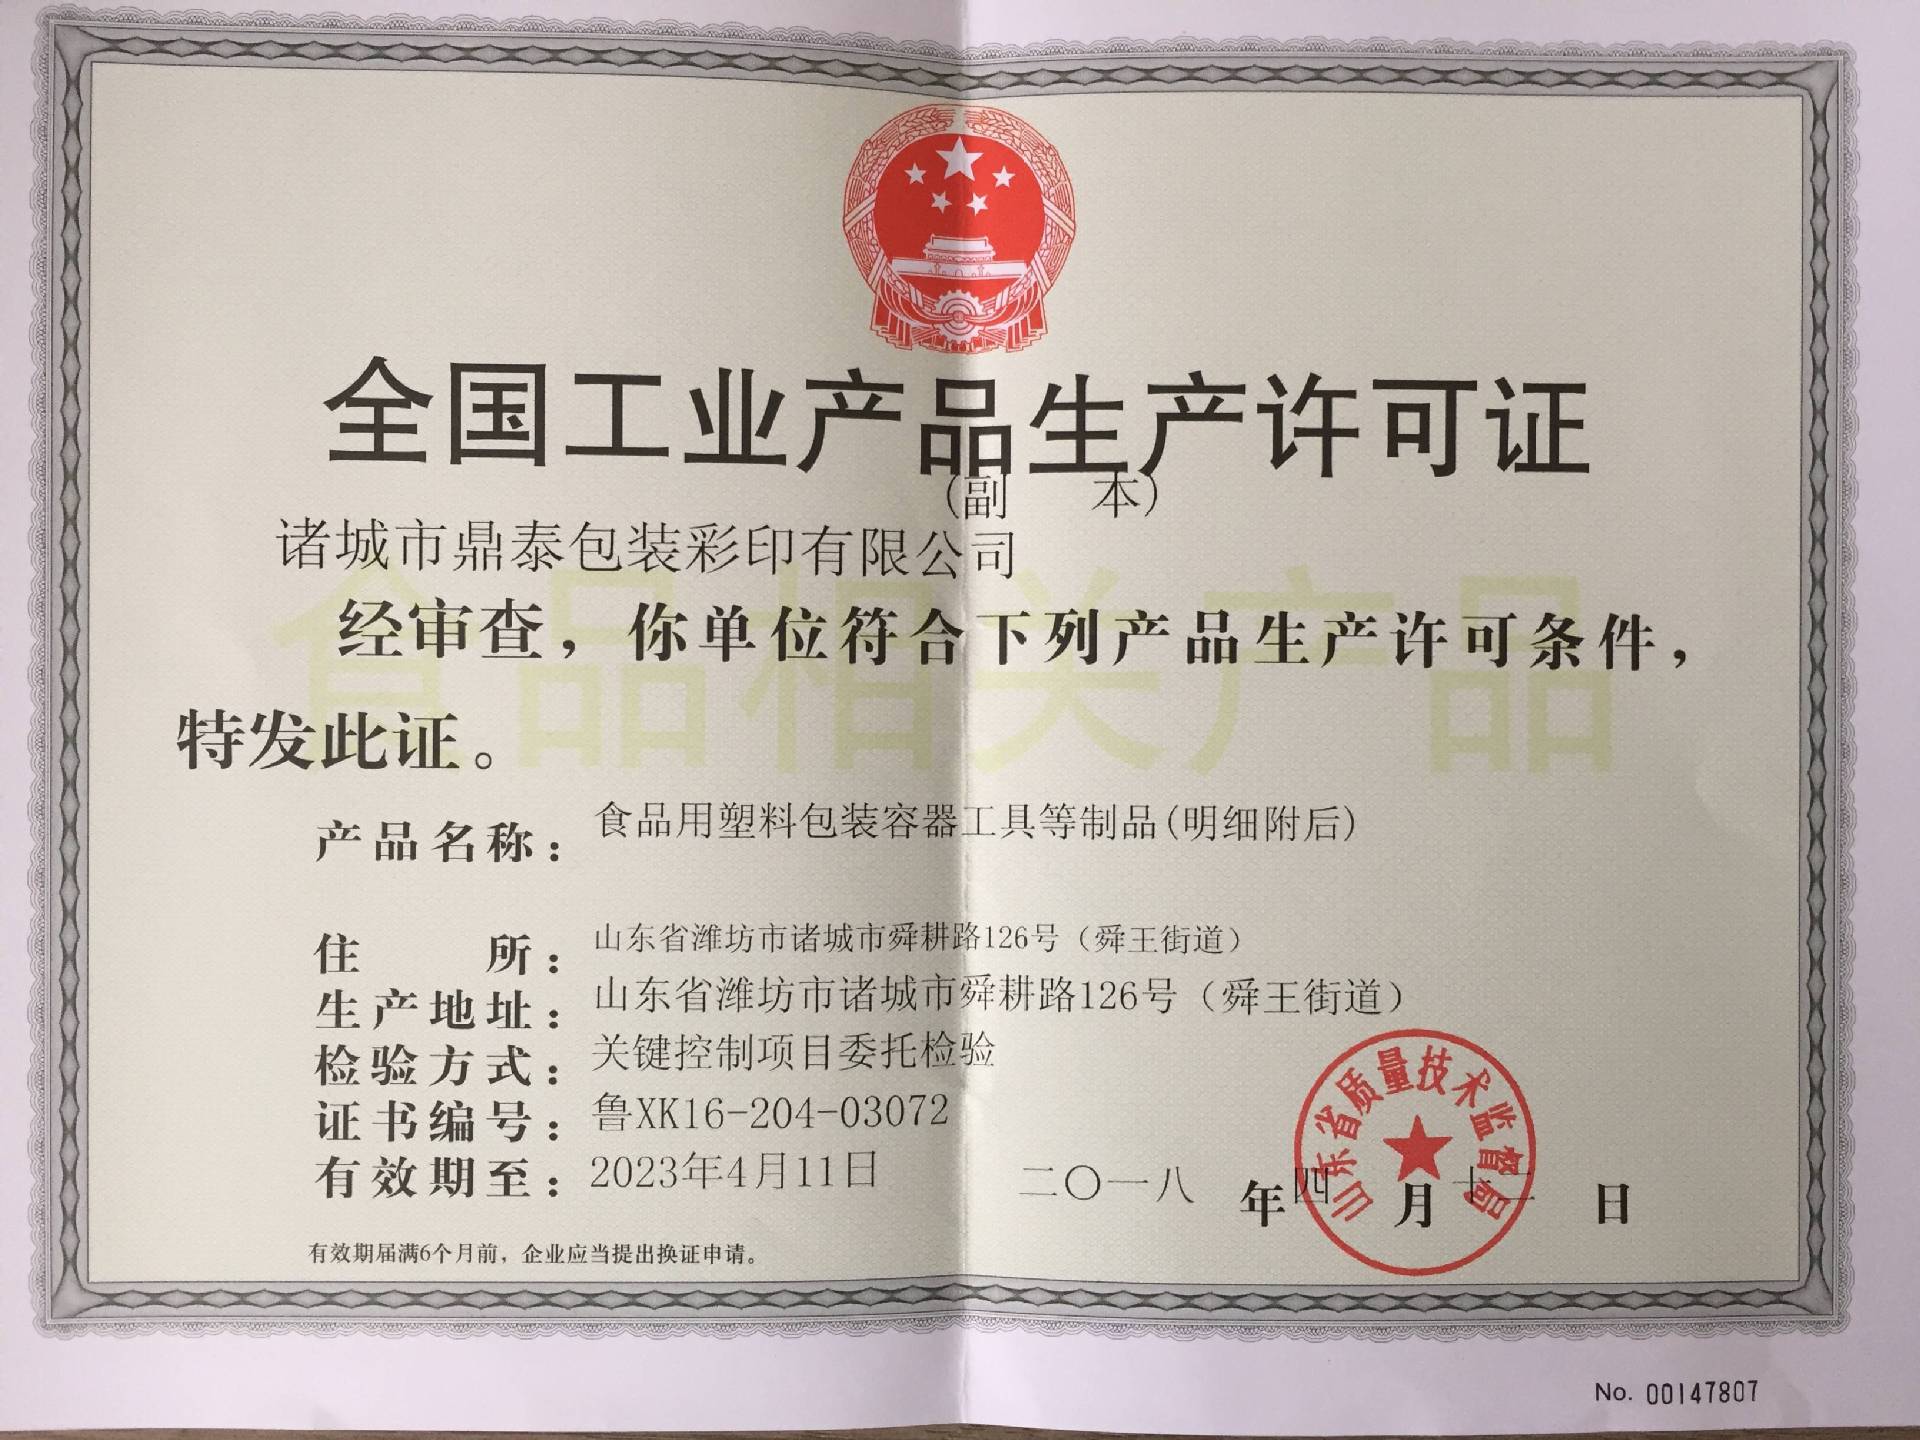 全国工业产品生产许可证
(副 本)
诸城市鼎泰包装彩印有限公司
食品相关产品
经审查，你单位符合下列产品生产许可条件，
特发此证。
产品名称： 食品用塑料包装容器工具等制品(明细附后)
住 所： 山东省潍坊市诸城市舜耕路126号（舜王街道）
生产地址： 山东省潍坊市诸城市舜耕路126号（舜王街道）
检验方式： 关键控制项目委托检验
证书编号： 鲁XK16-204-03072
有效期至： 2023年4月11日
山东省质量技术监督局
二〇一八 年 四 月 十二 日
有效期届满6个月前，企业应当提出换证申请。
No. 00147807